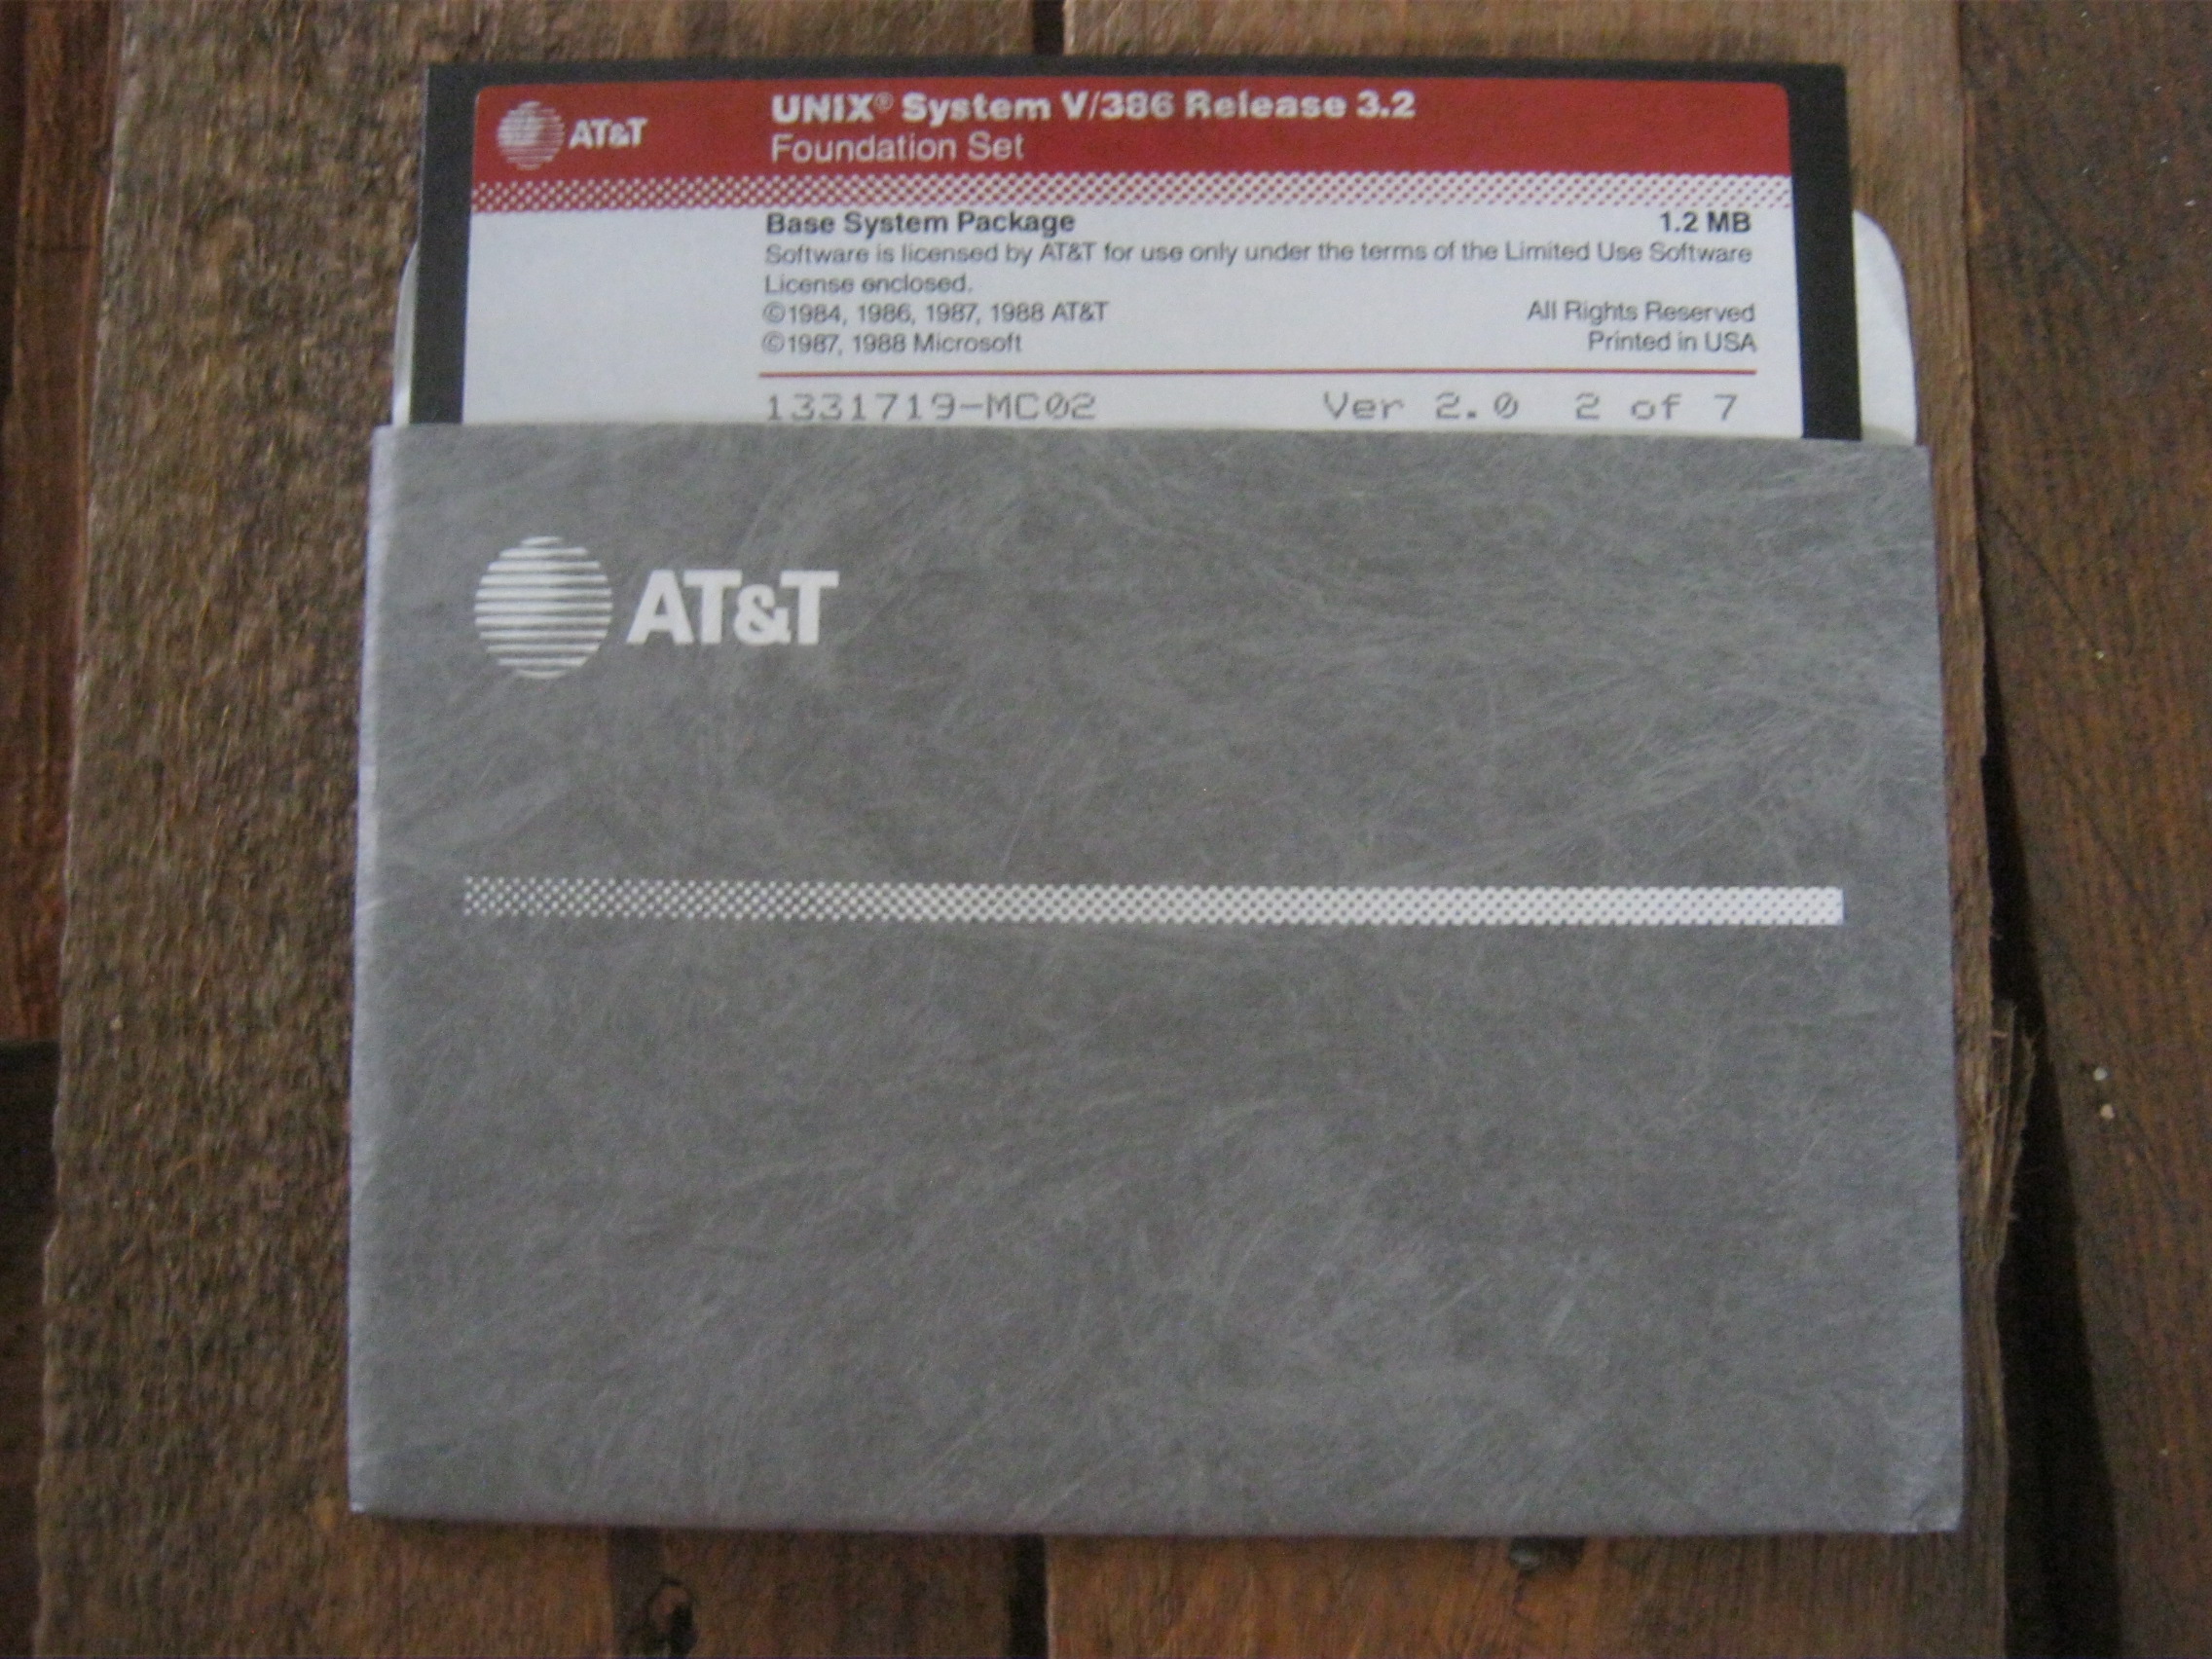 AT&T
UNIX® System V/386 Release 3.2
Foundation Set
Base System Package 1.2 MB
Software is licensed by AT&T for use only under the terms of the Limited Use Software
License enclosed.
©1984, 1986, 1987, 1988 AT&T All Rights Reserved
©1987, 1988 Microsoft Printed in USA
1331719-MC02 Ver 2.0 2 of 7
AT&T